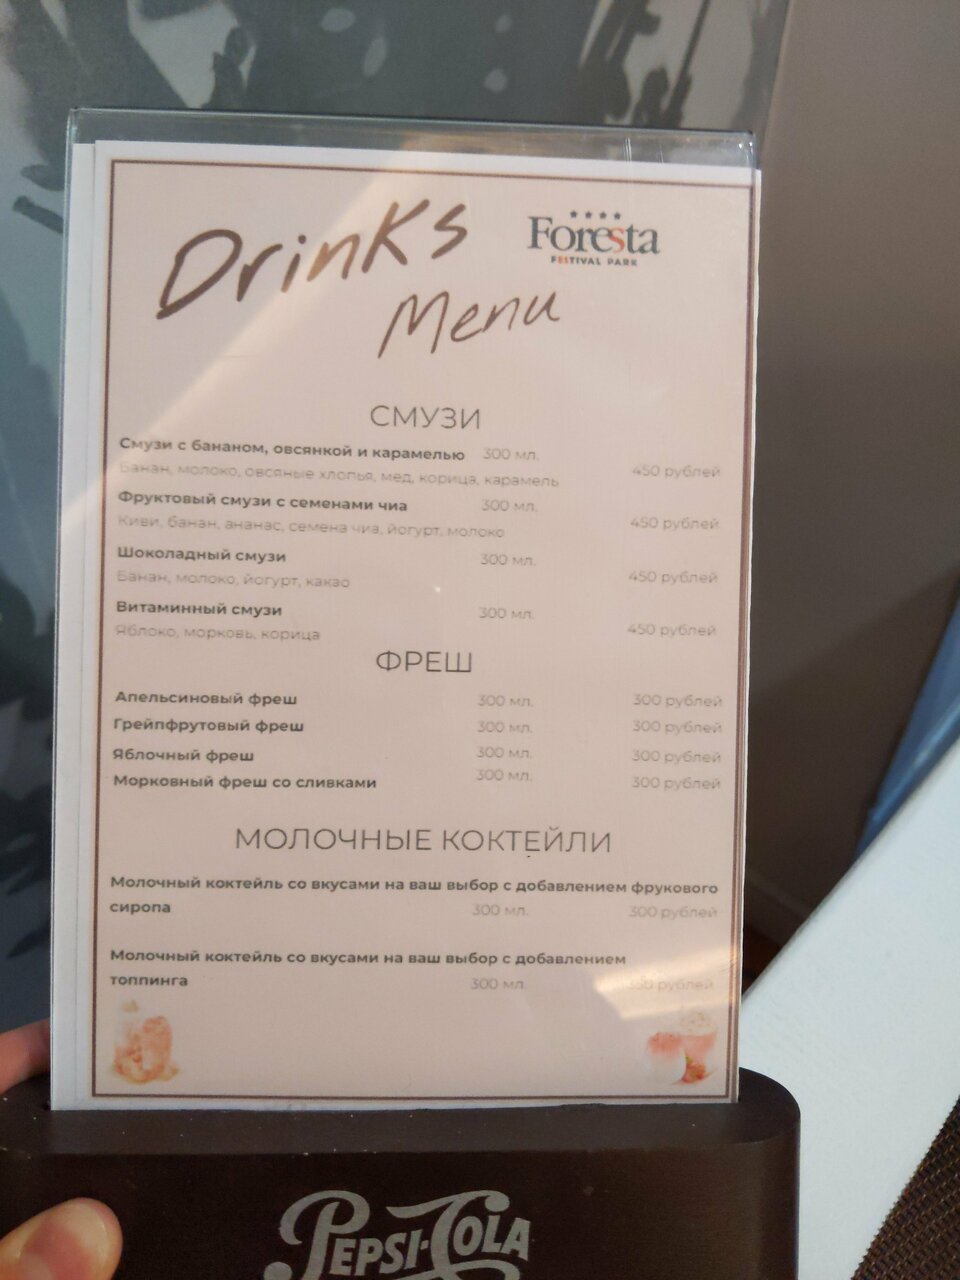 Drinks
Menu
★★★★
Foresta
FESTIVAL PARK
СМУЗИ
Смузи с бананом, овсянкой и карамелью 300 мл.
Банан, молоко, овсяные хлопья, мед, корица, карамель 450 рублей
Фруктовый смузи с семенами чиа 300 мл.
Киви, банан, ананас, семена чиа, йогурт, молоко 450 рублей
Шоколадный смузи 300 мл.
Банан, молоко, йогурт, какао 450 рублей
Витаминный смузи 300 мл.
Яблоко, морковь, корица 450 рублей
ФРЕШ
Апельсиновый фреш 300 мл. 300 рублей
Грейпфрутовый фреш 300 мл. 300 рублей
Яблочный фреш 300 мл. 300 рублей
Морковный фреш со сливками 300 мл. 300 рублей
МОЛОЧНЫЕ КОКТЕЙЛИ
Молочный коктейль со вкусами на ваш выбор с добавлением фрукового
сиропа 300 мл. 300 рублей
Молочный коктейль со вкусами на ваш выбор с добавлением
топпинга 300 мл. 350 рублей
PEPSI-COLA